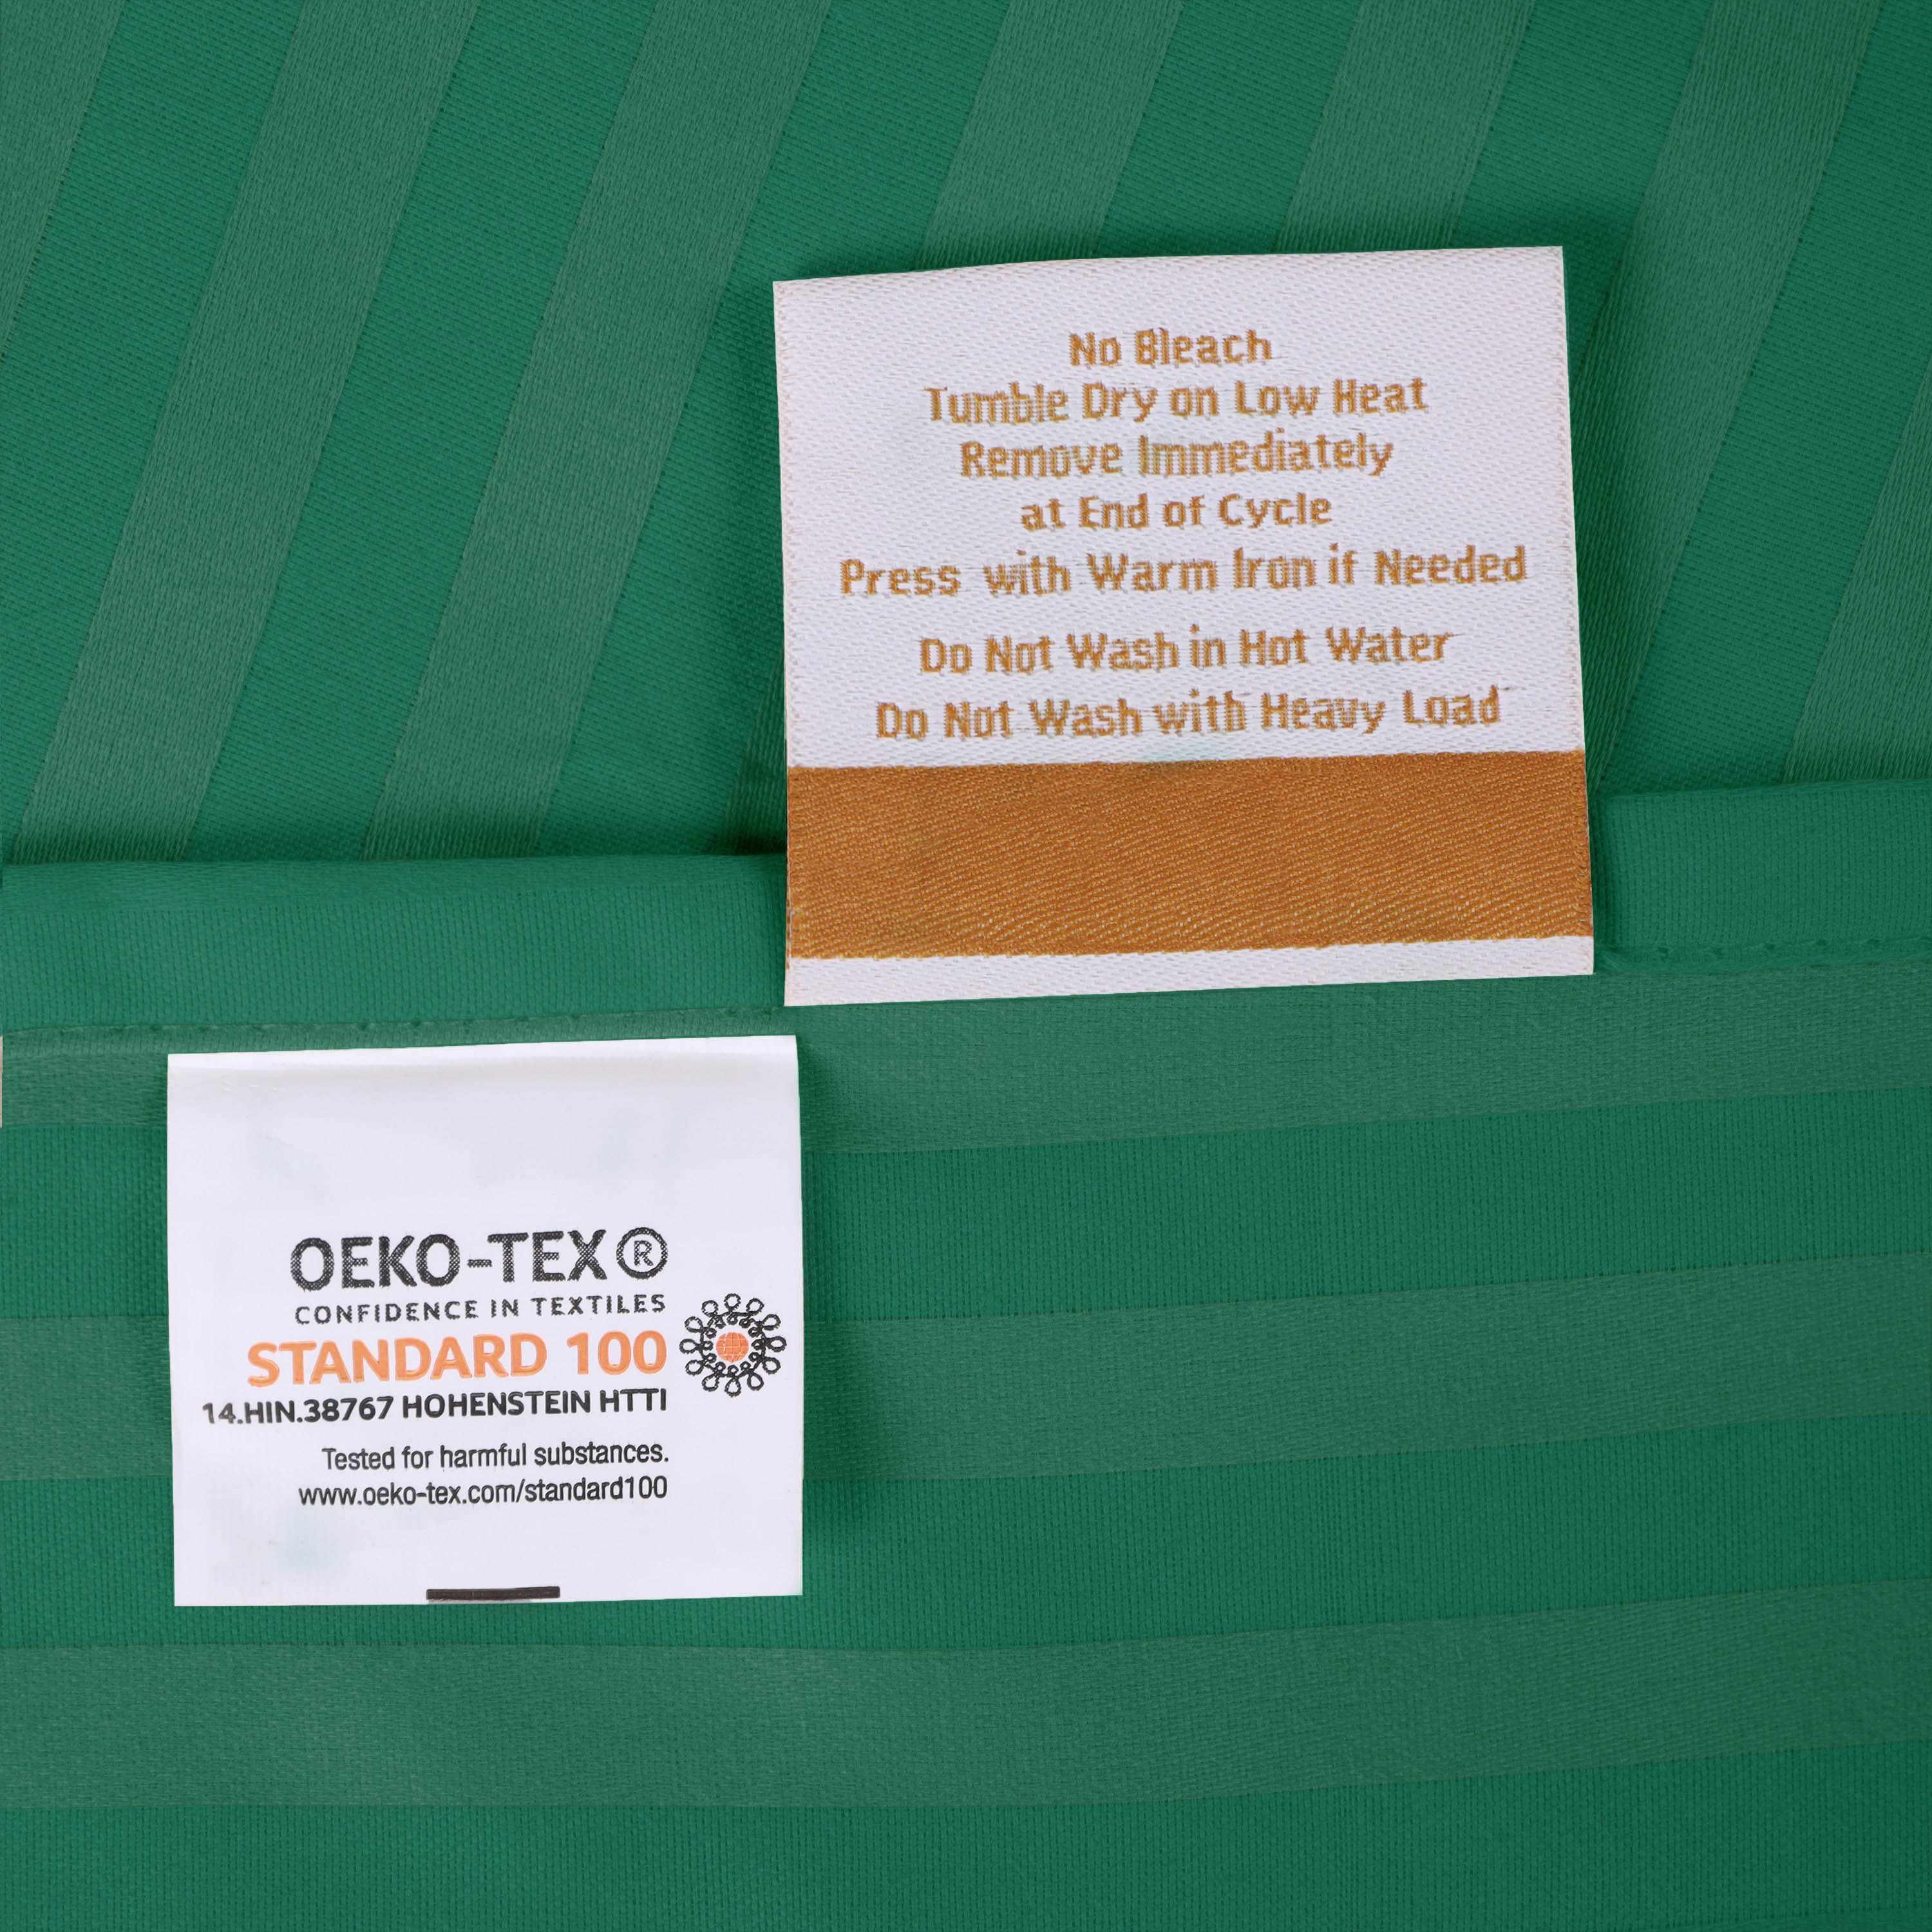 No Bleach
Tumble Dry on Low Heat
Remove Immediately
at End of Cycle
Press with Warm Iron if Needed
Do Not Wash in Hot Water
Do Not Wash with Heavy Load
OEKO-TEX®
CONFIDENCE IN TEXTILES
STANDARD 100
14.HIN.38767 HOHENSTEIN HTTI
Tested for harmful substances.
www.oeko-tex.com/standard100